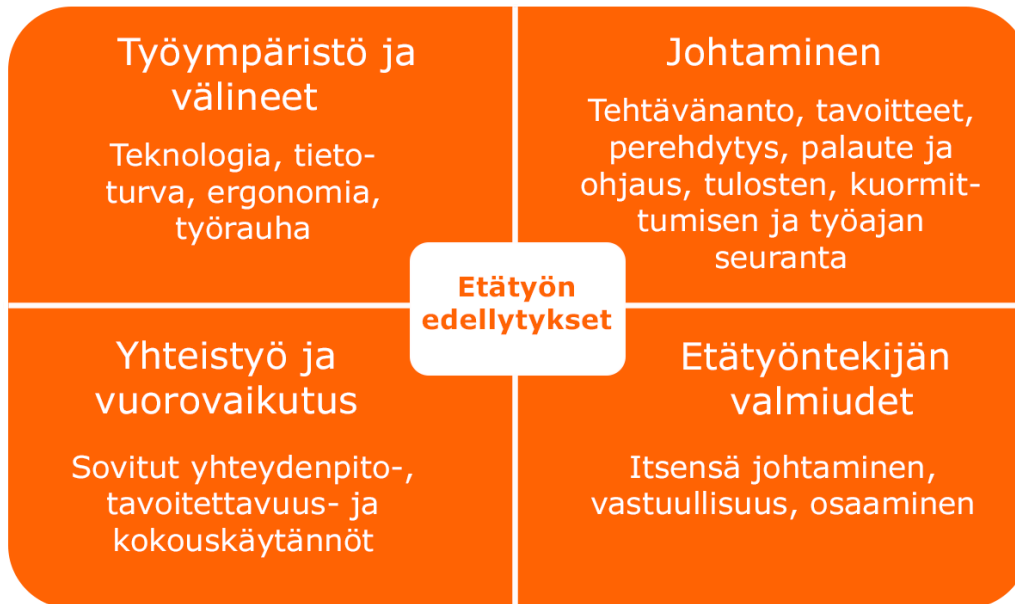 Työympäristö ja
välineet
Teknologia, tieto-
turva, ergonomia,
työrauha
Johtaminen
Tehtävänanto, tavoitteet,
perehdytys, palaute ja
ohjaus, tulosten, kuormit-
tumisen ja työajan
seuranta
Etätyön
edellytykset
Yhteistyö ja
vuorovaikutus
Sovitut yhteydenpito-,
tavoitettavuus- ja
kokouskäytännöt
Etätyöntekijän
valmiudet
Itsensä johtaminen,
vastuullisuus, osaaminen